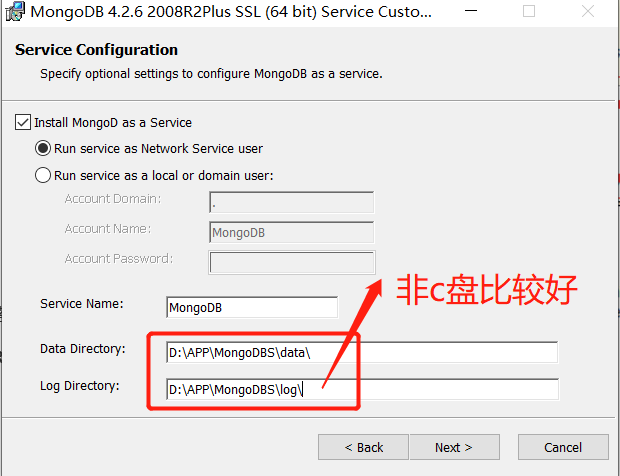 MongoDB 4.2.6 2008R2Plus SSL (64 bit) Service Custo...
Service Configuration
Specify optional settings to configure MongoDB as a service.
Install MongoD as a Service
Run service as Network Service user
Run service as a local or domain user:
Account Domain:
.
Account Name:
MongoDB
Account Password:
非c盘比较好
Service Name:
MongoDB
Data Directory:
D:\APP\MongoDBS\data\
Log Directory:
D:\APP\MongoDBS\log\
< Back
Next >
Cancel